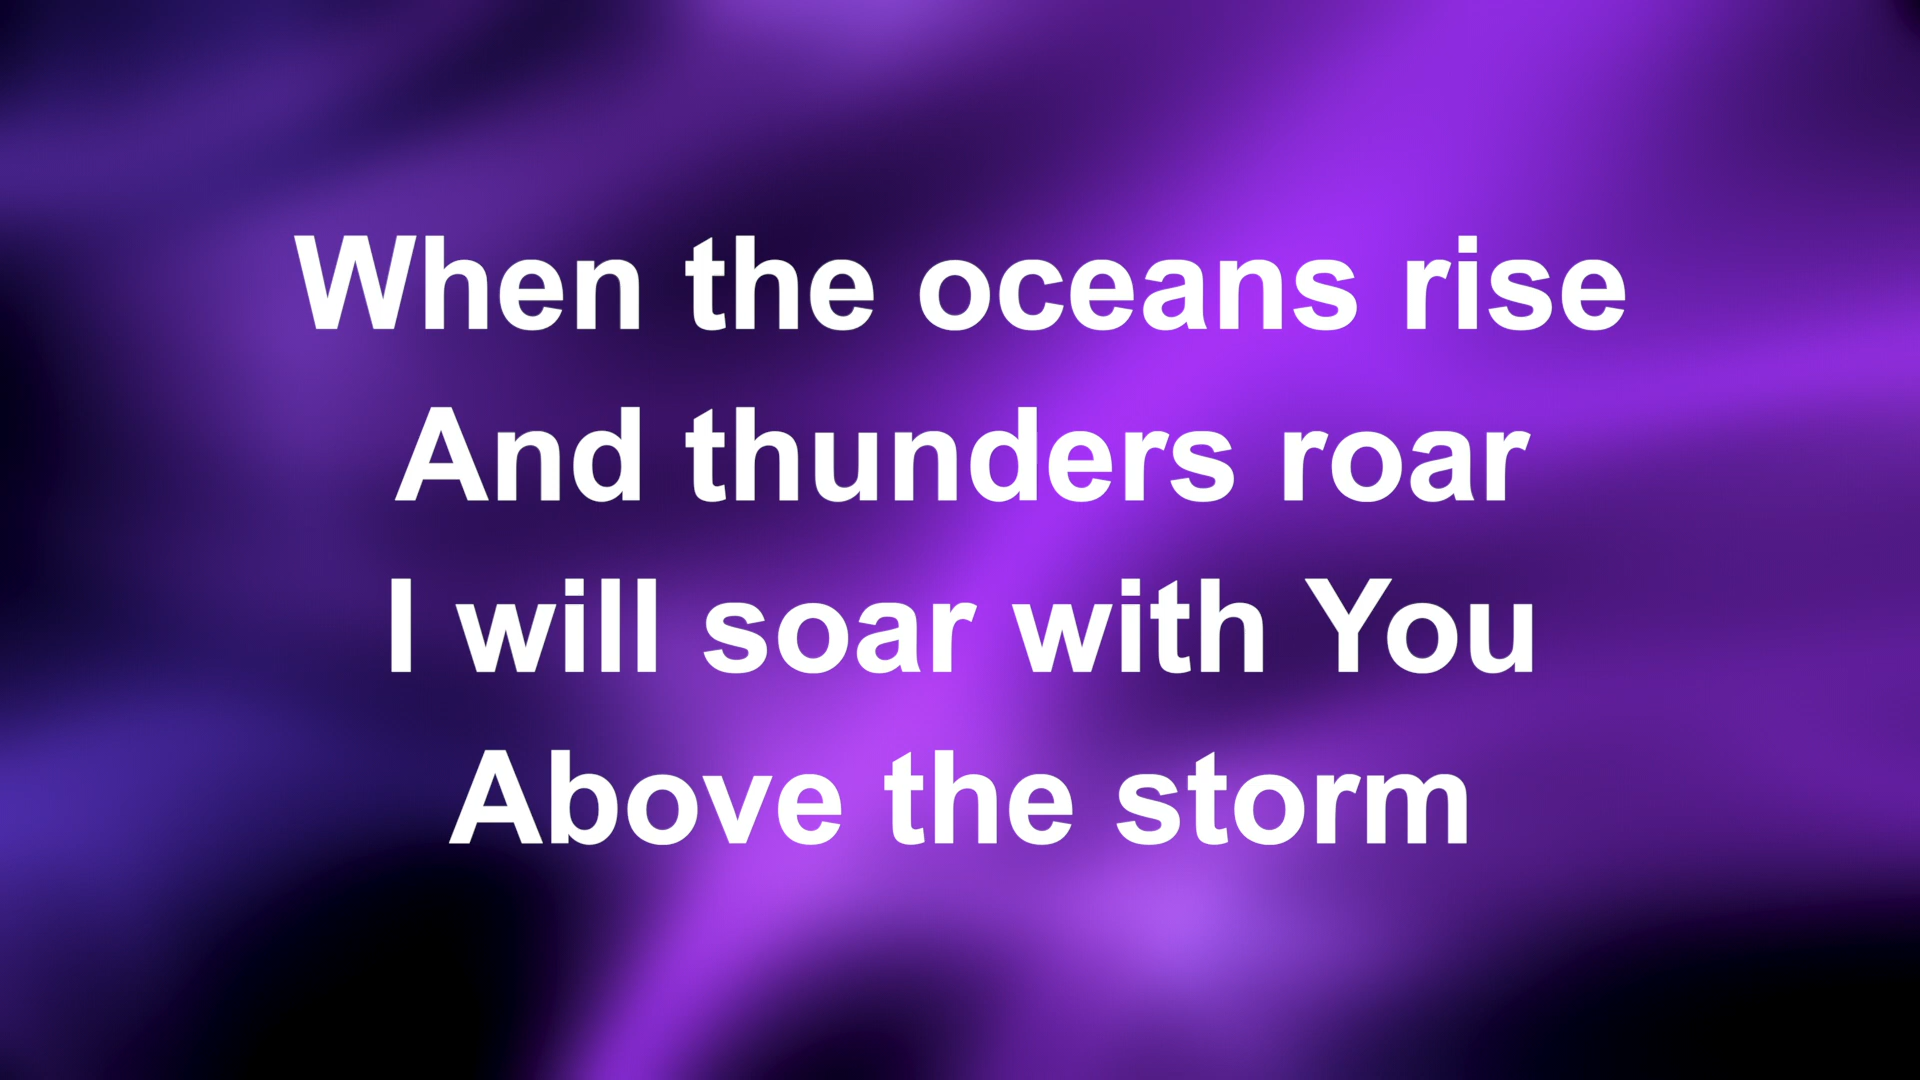 When the oceans rise
And thunders roar
I will soar with You
Above the storm